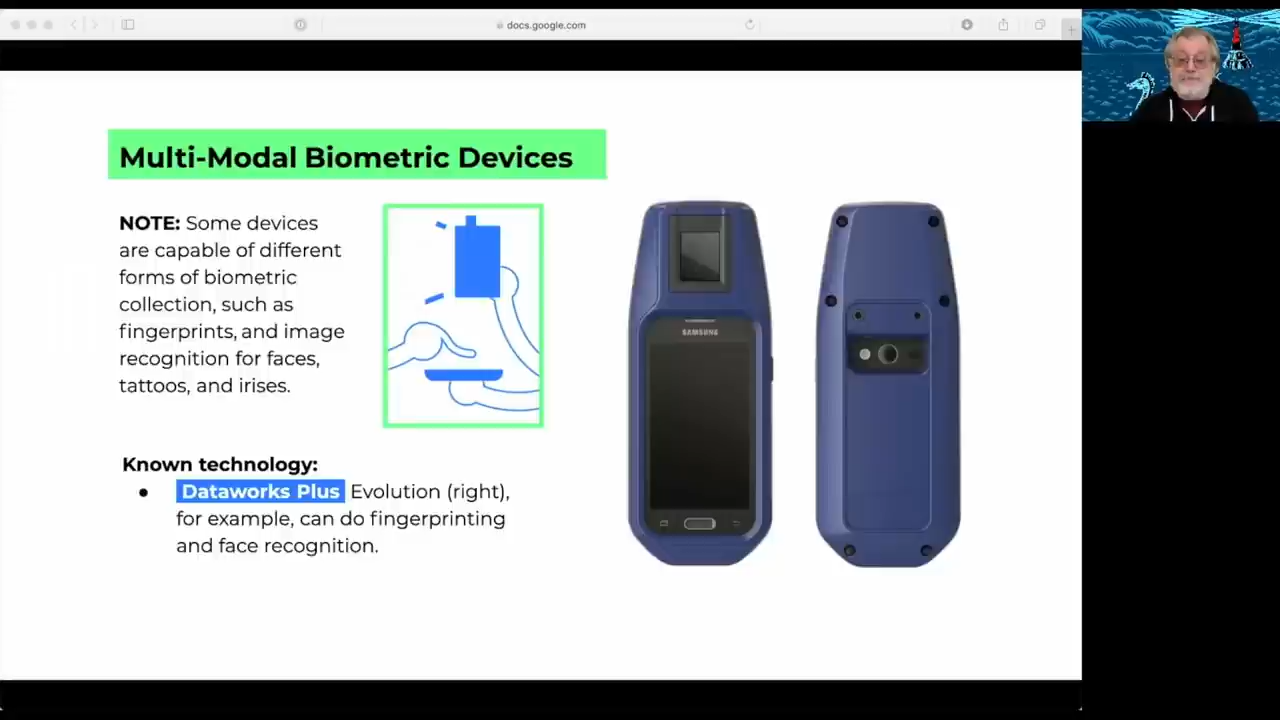 docs.google.com
Multi-Modal Biometric Devices
NOTE: Some devices
are capable of different
forms of biometric
collection, such as
fingerprints, and image
recognition for faces,
tattoos, and irises.
Known technology:
● Dataworks Plus Evolution (right),
for example, can do fingerprinting
and face recognition.
SAMSUNG